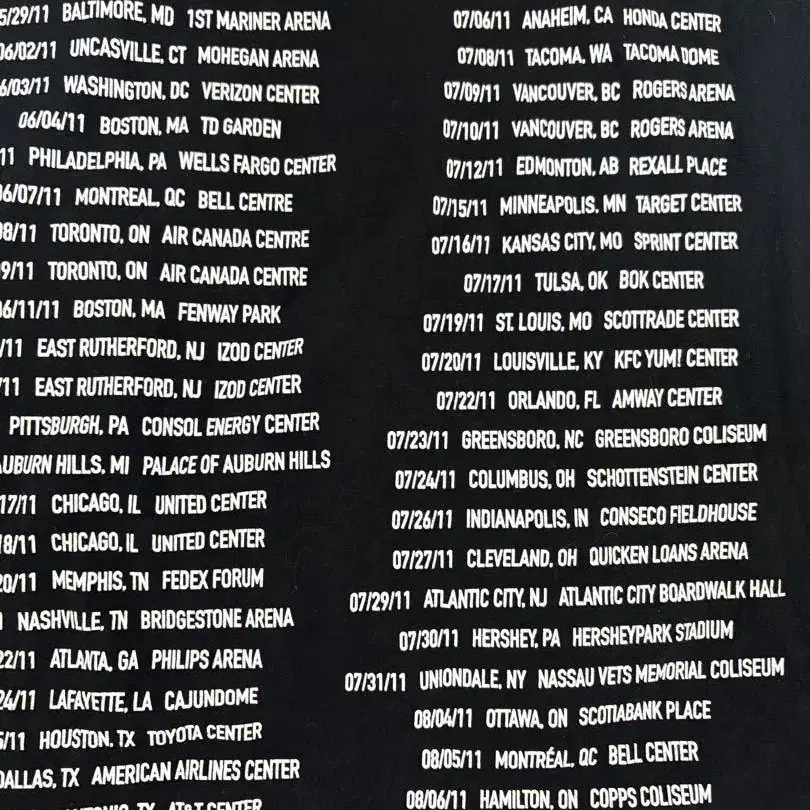 5/29/11 BALTIMORE, MD 1ST MARINER ARENA
06/02/11 UNCASVILLE, CT MOHEGAN ARENA
6/03/11 WASHINGTON, DC VERIZON CENTER
06/04/11 BOSTON, MA TD GARDEN
11 PHILADELPHIA, PA WELLS FARGO CENTER
06/07/11 MONTREAL, QC BELL CENTRE
08/11 TORONTO, ON AIR CANADA CENTRE
9/11 TORONTO, ON AIR CANADA CENTRE
06/11/11 BOSTON, MA FENWAY PARK
/11 EAST RUTHERFORD, NJ IZOD CENTER
/11 EAST RUTHERFORD, NJ IZOD CENTER
PITTSBURGH, PA CONSOL ENERGY CENTER
AUBURN HILLS, MI PALACE OF AUBURN HILLS
17/11 CHICAGO, IL UNITED CENTER
18/11 CHICAGO, IL UNITED CENTER
20/11 MEMPHIS, TN FEDEX FORUM
NASHVILLE, TN BRIDGESTONE ARENA
22/11 ATLANTA, GA PHILIPS ARENA
24/11 LAFAYETTE, LA CAJUNDOME
5/11 HOUSTON, TX TOYOTA CENTER
DALLAS, TX AMERICAN AIRLINES CENTER
TX AT&T CENTER
07/06/11 ANAHEIM, CA HONDA CENTER
07/08/11 TACOMA, WA TACOMA DOME
07/09/11 VANCOUVER, BC ROGERS ARENA
07/10/11 VANCOUVER, BC ROGERS ARENA
07/12/11 EDMONTON, AB REXALL PLACE
07/15/11 MINNEAPOLIS, MN TARGET CENTER
07/16/11 KANSAS CITY, MO SPRINT CENTER
07/17/11 TULSA, OK BOK CENTER
07/19/11 ST. LOUIS, MO SCOTTRADE CENTER
07/20/11 LOUISVILLE, KY KFC YUM! CENTER
07/22/11 ORLANDO, FL AMWAY CENTER
07/23/11 GREENSBORO, NC GREENSBORO COLISEUM
07/24/11 COLUMBUS, OH SCHOTTENSTEIN CENTER
07/26/11 INDIANAPOLIS, IN CONSECO FIELDHOUSE
07/27/11 CLEVELAND, OH QUICKEN LOANS ARENA
07/29/11 ATLANTIC CITY, NJ ATLANTIC CITY BOARDWALK HALL
07/30/11 HERSHEY, PA HERSHEYPARK STADIUM
07/31/11 UNIONDALE, NY NASSAU VETS MEMORIAL COLISEUM
08/04/11 OTTAWA, ON SCOTIABANK PLACE
08/05/11 MONTRÉAL, QC BELL CENTER
08/06/11 HAMILTON, ON COPPS COLISEUM